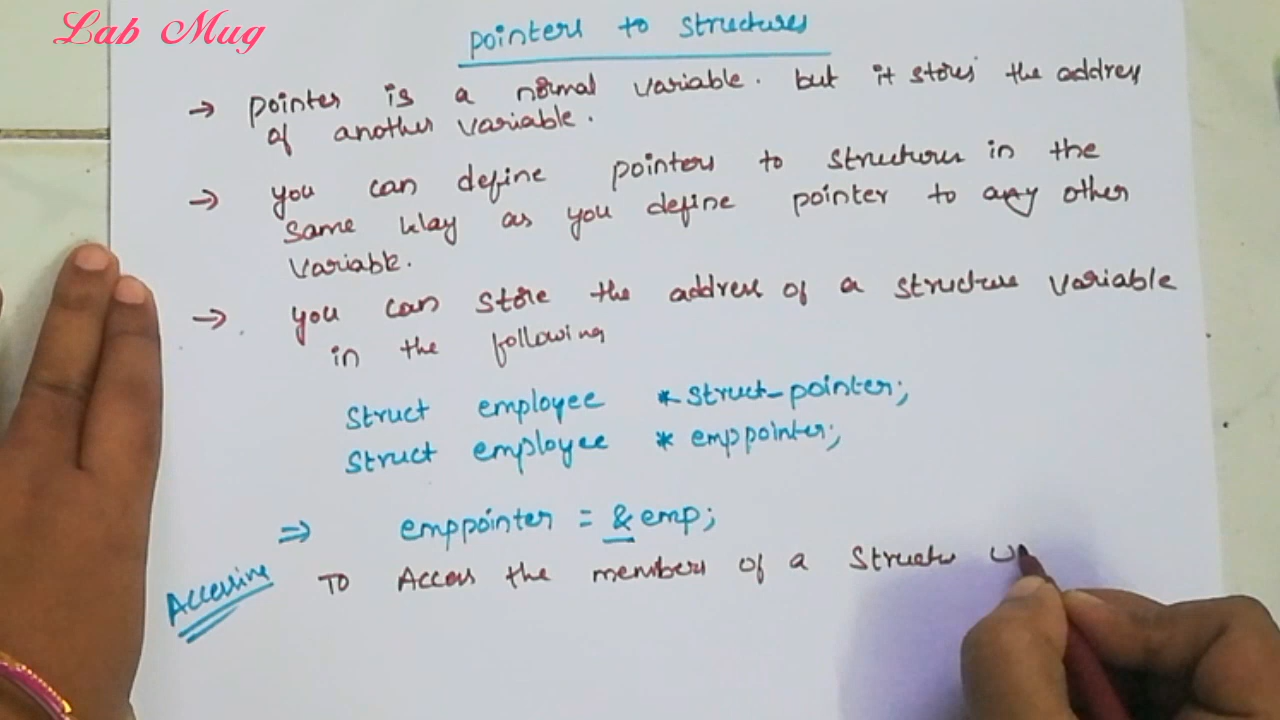 Lab Mug
pointers to structures
→ pointer is a normal variable. but it stores the address
of another variable.
→ you can define pointers to structures in the
same way as you define pointer to any other
variable.
→ you can store the address of a structure variable
in the following
struct employee *struct-pointer;
struct employee * emppointer;
⇒ emppointer = &emp;
Accessing To Access the members of a structure